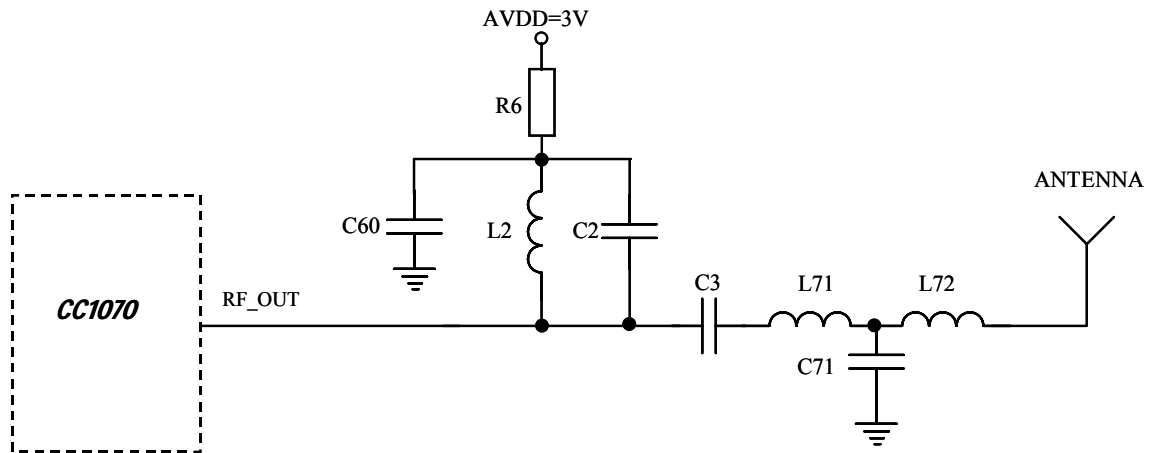 AVDD=3V
R6
ANTENNA
C60
L2
C2
C3
L71
L72
CC1070
RF_OUT
C71